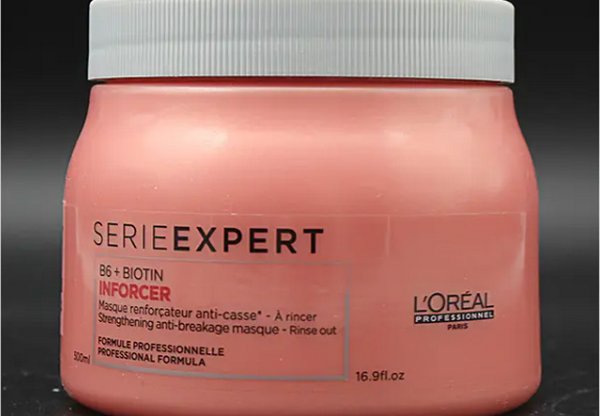 SERIEEXPERT
B6 + BIOTIN
INFORCER
Masque renforçateur anti-casse* - À rincer
Strengthening anti-breakage masque - Rinse out
FORMULE PROFESSIONNELLE
PROFESSIONAL FORMULA
500ml
16.9fl.oz
L'ORÉAL
PROFESSIONNEL
PARIS